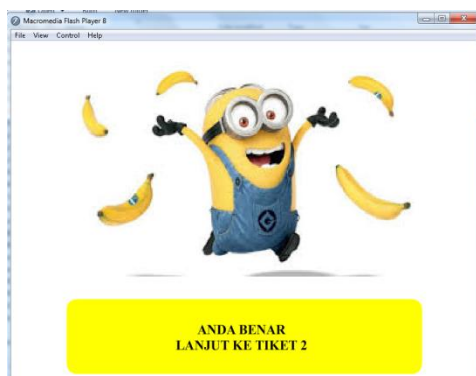 Macromedia Flash Player 8
File View Control Help
ANDA BENAR
LANJUT KE TIKET 2